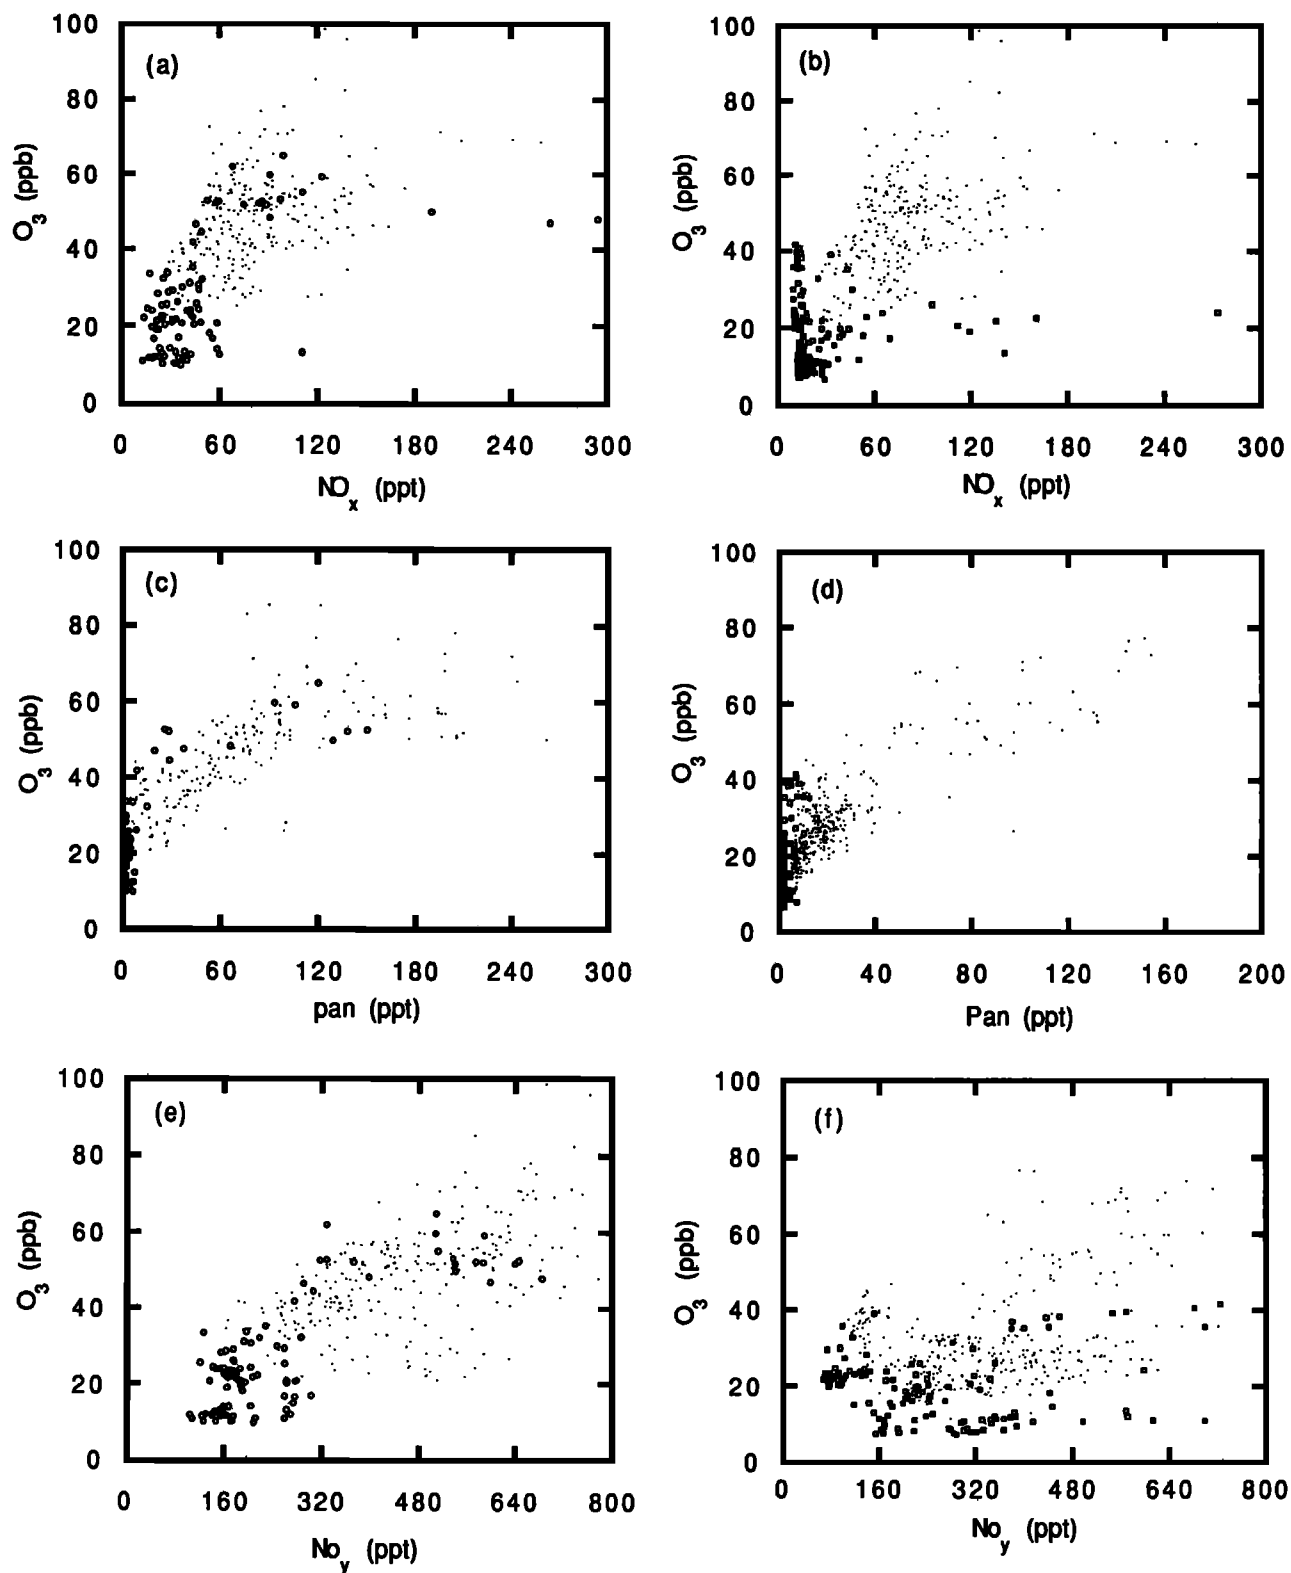 (a)
100
80
60
40
20
0
O3 (ppb)
0 60 120 180 240 300
NOx (ppt)
(b)
100
80
60
40
20
0
O3 (ppb)
0 60 120 180 240 300
NOx (ppt)
(c)
100
80
60
40
20
0
O3 (ppb)
0 60 120 180 240 300
pan (ppt)
(d)
100
80
60
40
20
0
O3 (ppb)
0 40 80 120 160 200
Pan (ppt)
(e)
100
80
60
40
20
0
O3 (ppb)
0 160 320 480 640 800
Noy (ppt)
(f)
100
80
60
40
20
0
O3 (ppb)
0 160 320 480 640 800
Noy (ppt)